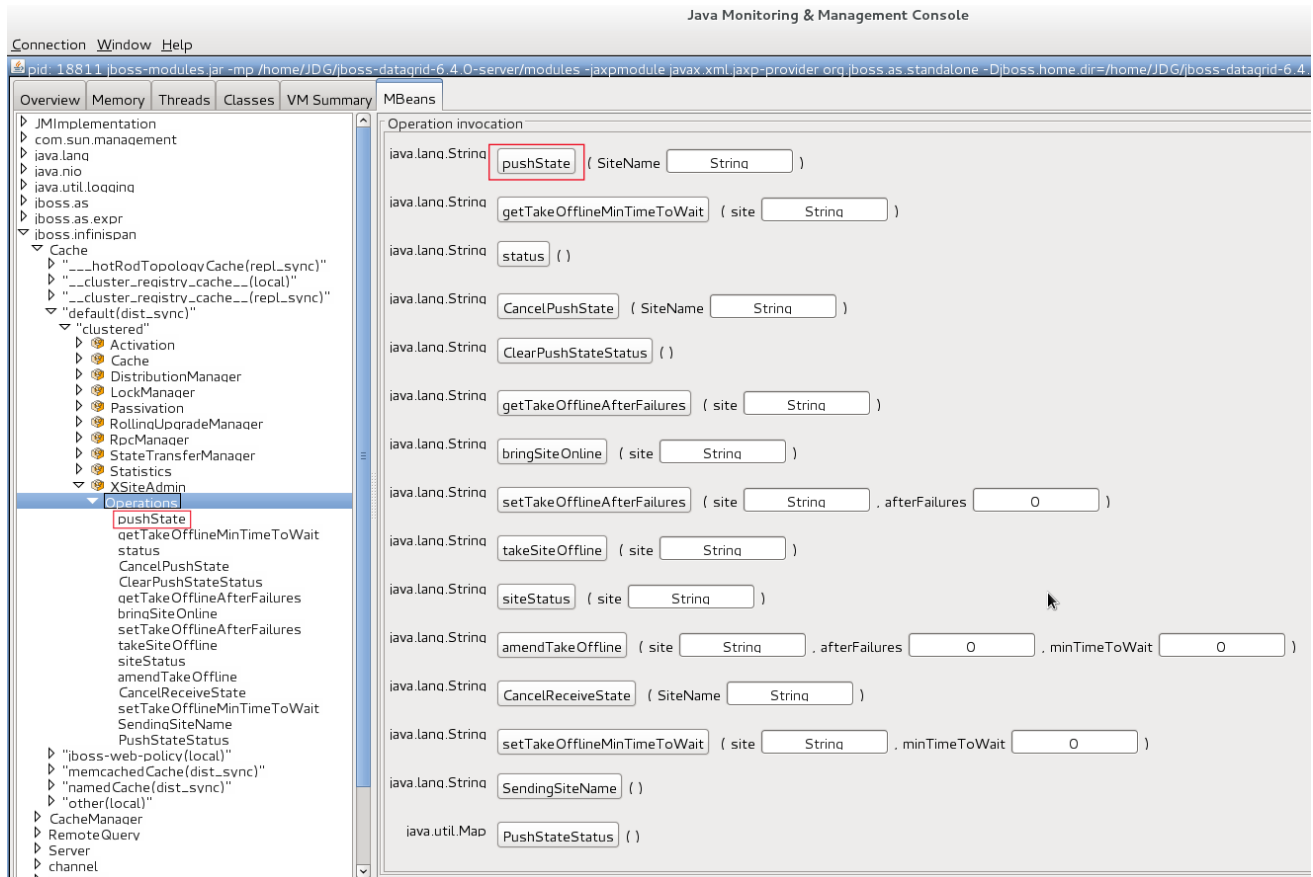 Java Monitoring & Management Console
Connection Window Help
pid: 18811 jboss-modules.jar -mp /home/JDG/jboss-datagrid-6.4.0-server/modules -jaxpmodule javax.xml.jaxp-provider org.jboss.as.standalone -Djboss.home.dir=/home/JDG/jboss-datagrid-6.4.
Overview Memory Threads Classes VM Summary MBeans
JMImplementation
com.sun.management
java.lang
java.nio
java.util.logging
jboss.as
jboss.as.expr
jboss.infinispan
Cache
"___hotRodTopologyCache(repl_sync)"
"__cluster_registry_cache__(local)"
"__cluster_registry_cache__(repl_sync)"
"default(dist_sync)"
"clustered"
Activation
Cache
DistributionManager
LockManager
Passivation
RollingUpgradeManager
RpcManager
StateTransferManager
Statistics
XSiteAdmin
Operations
pushState
getTakeOfflineMinTimeToWait
status
CancelPushState
ClearPushStateStatus
getTakeOfflineAfterFailures
bringSiteOnline
setTakeOfflineAfterFailures
takeSiteOffline
siteStatus
amendTakeOffline
CancelReceiveState
setTakeOfflineMinTimeToWait
SendingSiteName
PushStateStatus
"jboss-web-policy(local)"
"memcachedCache(dist_sync)"
"namedCache(dist_sync)"
"other(local)"
CacheManager
RemoteQuery
Server
channel
Operation invocation
java.lang.String pushState ( SiteName String )
java.lang.String getTakeOfflineMinTimeToWait ( site String )
java.lang.String status ( )
java.lang.String CancelPushState ( SiteName String )
java.lang.String ClearPushStateStatus ( )
java.lang.String getTakeOfflineAfterFailures ( site String )
java.lang.String bringSiteOnline ( site String )
java.lang.String setTakeOfflineAfterFailures ( site String , afterFailures 0 )
java.lang.String takeSiteOffline ( site String )
java.lang.String siteStatus ( site String )
java.lang.String amendTakeOffline ( site String , afterFailures 0 , minTimeToWait 0 )
java.lang.String CancelReceiveState ( SiteName String )
java.lang.String setTakeOfflineMinTimeToWait ( site String , minTimeToWait 0 )
java.lang.String SendingSiteName ( )
java.util.Map PushStateStatus ( )